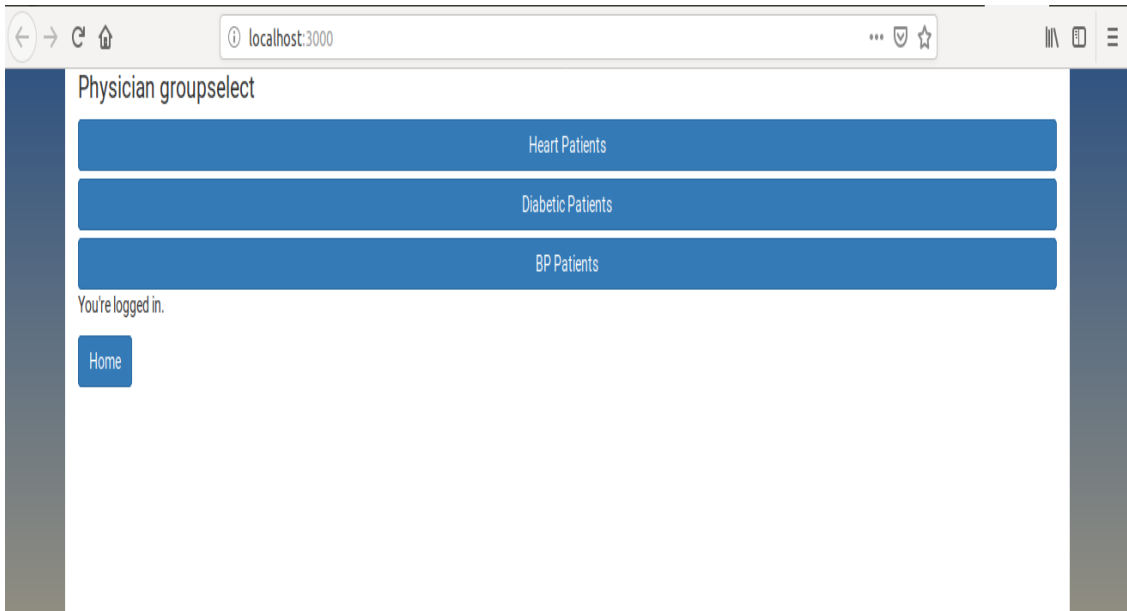 localhost:3000
Physician groupselect
Heart Patients
Diabetic Patients
BP Patients
You're logged in.
Home